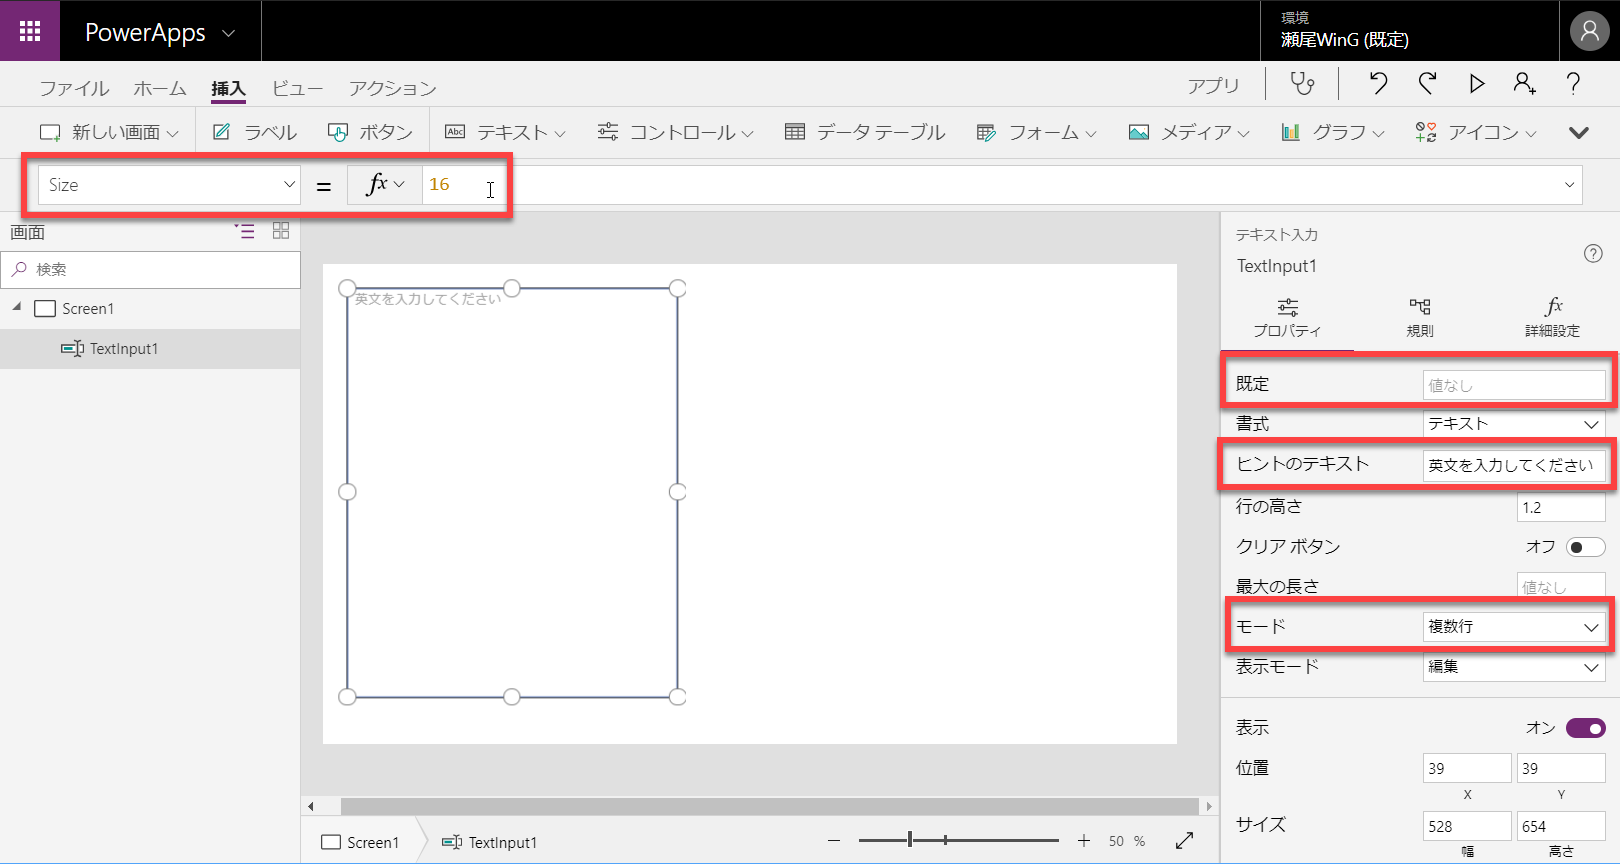 PowerApps
環境
瀬尾WinG (既定)
ファイル ホーム 挿入 ビュー アクション アプリ
新しい画面 ラベル ボタン Abc テキスト コントロール データ テーブル フォーム メディア グラフ アイコン
Size = fx 16
画面
検索
Screen1
TextInput1
英文を入力してください
テキスト入力
TextInput1
プロパティ 規則 fx 詳細設定
既定 値なし
書式 テキスト
ヒントのテキスト 英文を入力してください
行の高さ 1.2
クリア ボタン オフ
最大の長さ 値なし
モード 複数行
表示モード 編集
表示 オン
位置 39 39
X Y
サイズ 528 654
幅 高さ
Screen1 TextInput1 50 %